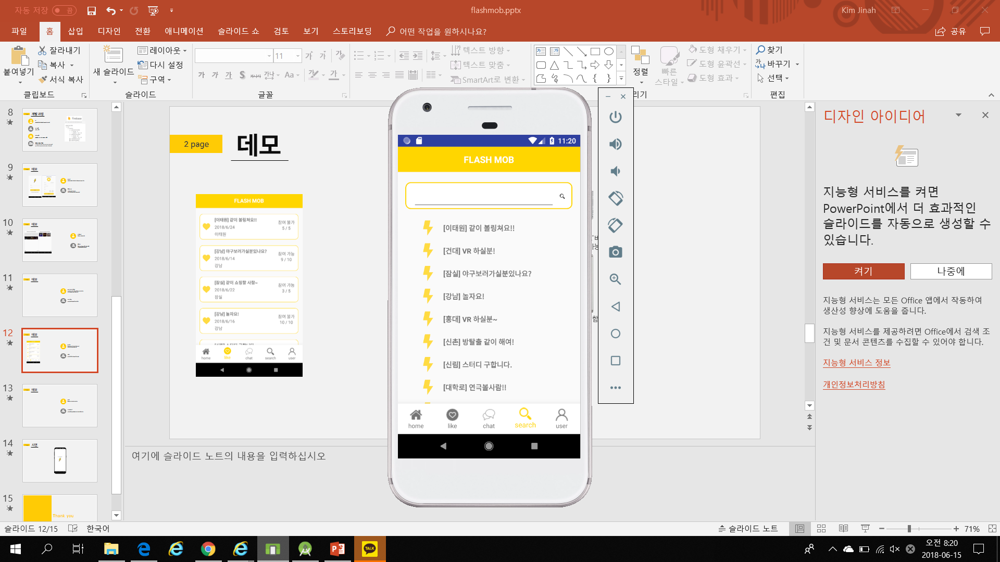 자동 저장 끔
flashmob.pptx
Kim Jinah
파일 홈 삽입 디자인 전환 애니메이션 슬라이드 쇼 검토 보기 스토리보딩 어떤 작업을 원하시나요? 공유
붙여넣기
잘라내기
복사
서식 복사
클립보드
새 슬라이드
레이아웃
다시 설정
구역
슬라이드
11
글꼴
텍스트 방향
텍스트 맞춤
SmartArt로 변환
정렬
빠른
스타일
도형 채우기
도형 윤곽선
도형 효과
리기
찾기
바꾸기
선택
편집
8
개발 과정
9
데모
10
데모
11
데모
12
데모
13
데모
14
시연
15
Thank you
2 page
데모
FLASH MOB
[이태원] 같이 볼링쳐요!!
2018/6/24
이태원
참여 불가
5 / 5
[강남] 야구보러가실분있나요?
2018/6/14
강남
참여 가능
9 / 10
[잠실] 같이 쇼핑할 사람~
2018/6/22
잠실
참여 가능
3 / 5
[강남] 놀자요!
2018/6/16
강남
참여 불가
10 / 10
home like chat search user
11:20
FLASH MOB
[이태원] 같이 볼링쳐요!!
[건대] VR 하실분!
[잠실] 야구보러가실분있나요?
[강남] 놀자요!
[홍대] VR 하실분~
[신촌] 방탈출 같이 해여!
[신림] 스터디 구합니다.
[대학로] 연극볼사람!!
home like chat search user
디자인 아이디어
지능형 서비스를 켜면
PowerPoint에서 더 효과적인
슬라이드를 자동으로 생성할 수
있습니다.
켜기
나중에
지능형 서비스는 모든 Office 앱에서 작동하여
생산성 향상에 도움을 줍니다.
지능형 서비스를 제공하려면 Office에서 검색 조
건 및 문서 콘텐츠를 수집할 수 있어야 합니다.
지능형 서비스 정보
개인정보처리방침
여기에 슬라이드 노트의 내용을 입력하십시오
슬라이드 12/15 한국어
슬라이드 노트
71%
TALK
오전 8:20
2018-06-15